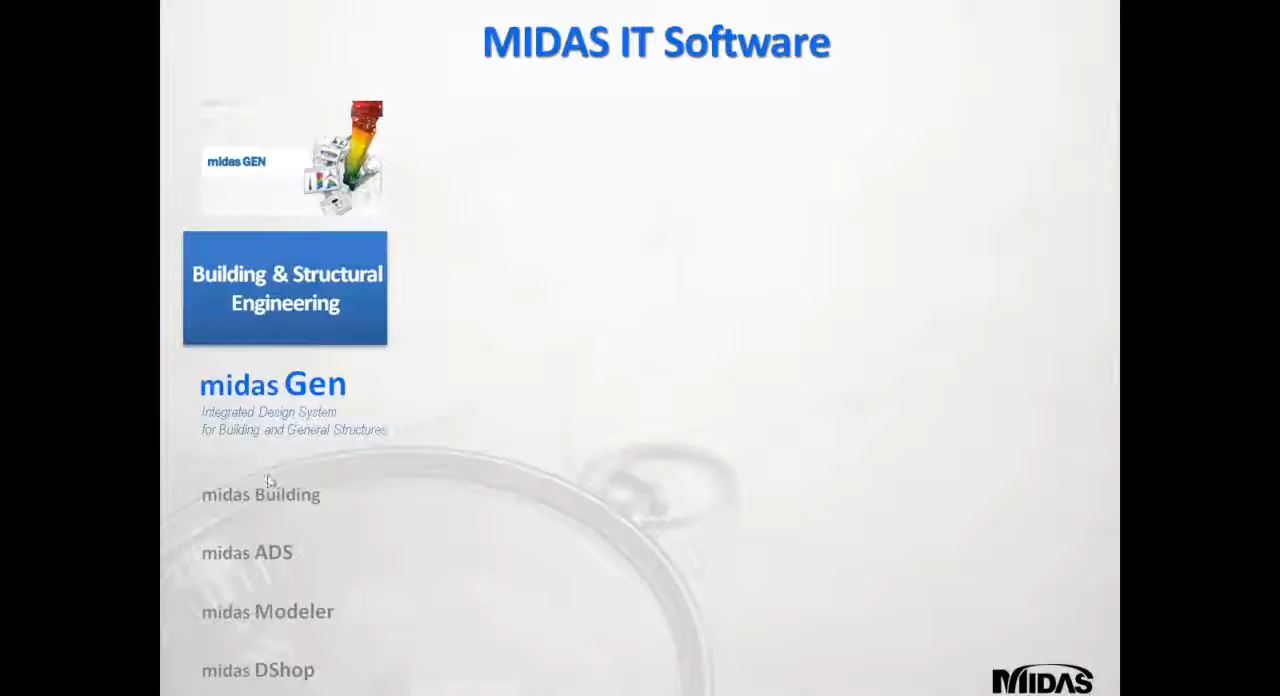 MIDAS IT Software
midas GEN
Building & Structural
Engineering
midas Gen
Integrated Design System
for Building and General Structures
midas Building
midas ADS
midas Modeler
midas DShop
MIDAS